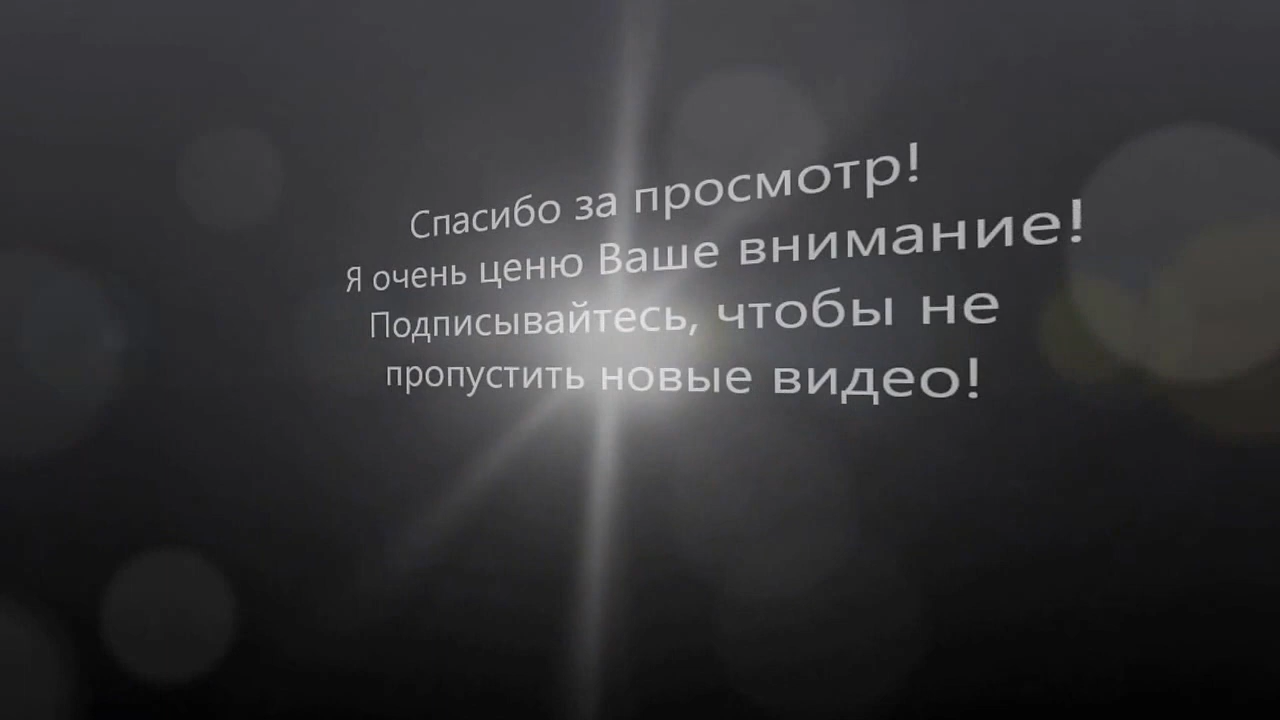 Спасибо за просмотр!
Я очень ценю Ваше внимание!
Подписывайтесь, чтобы не
пропустить новые видео!